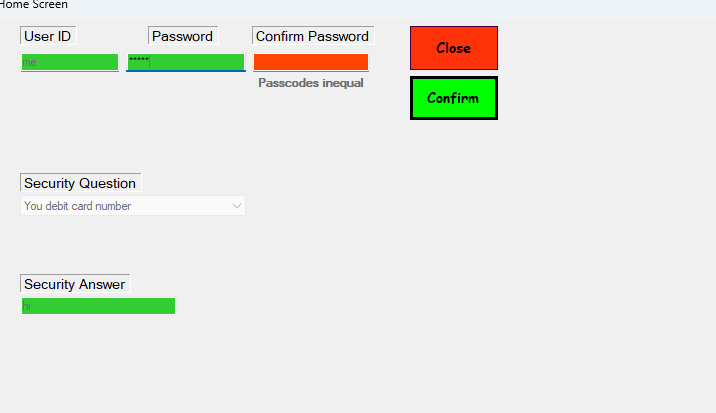 Home Screen
User ID
Password
Confirm Password
Close
me
*****
Passcodes inequal
Confirm
Security Question
You debit card number
Security Answer
hi